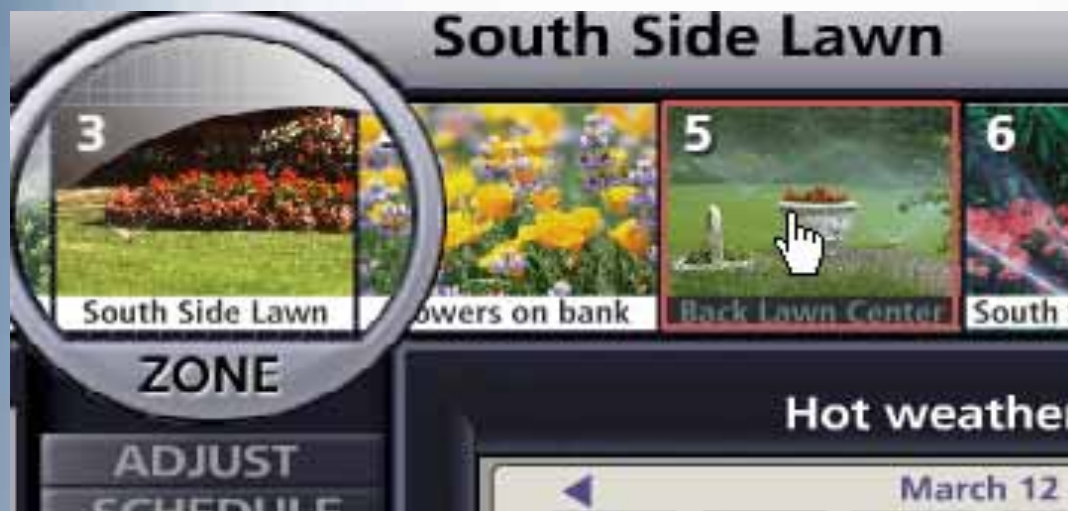 South Side Lawn
3
5
6
South Side Lawn
owers on bank
Back Lawn Center
South
ZONE
Hot weather
ADJUST
SCHEDULE
March 12